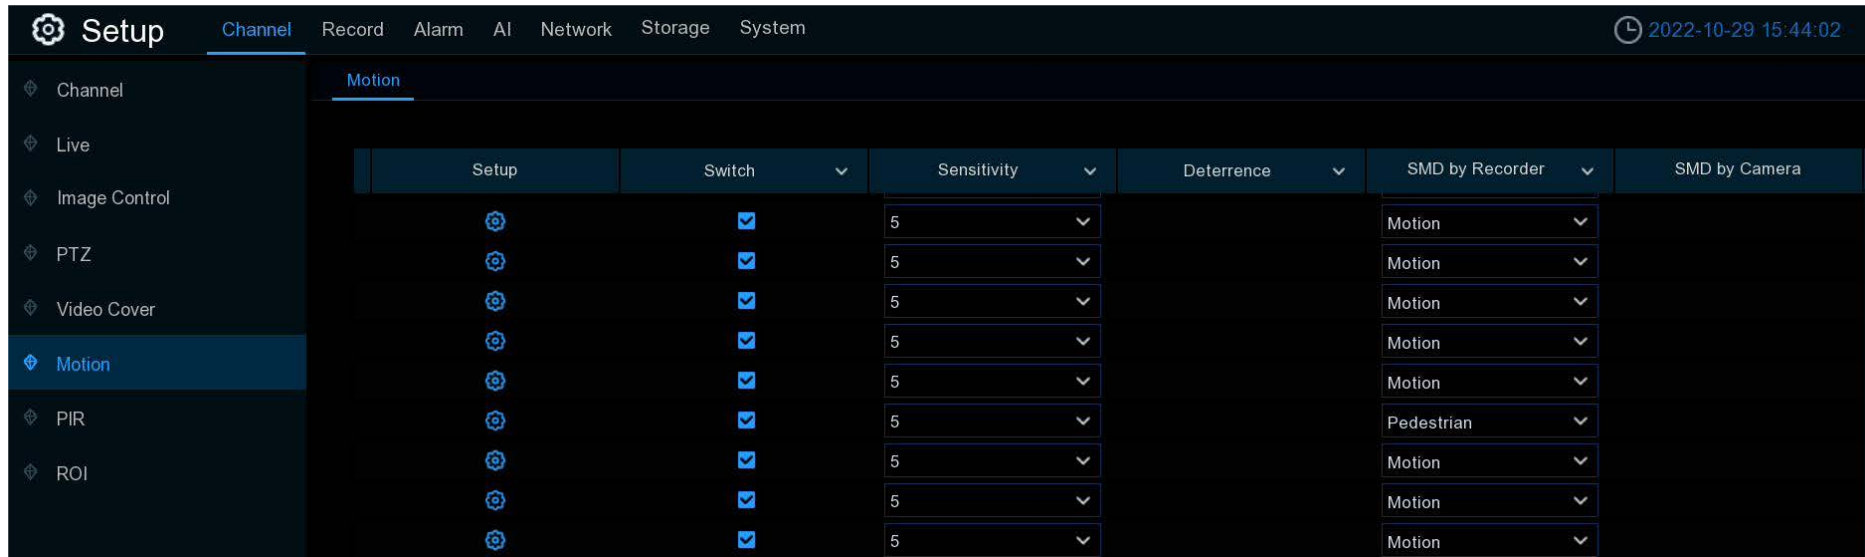 Setup Channel Record Alarm AI Network Storage System 2022-10-29 15:44:02
Channel
Live
Image Control
PTZ
Video Cover
Motion
PIR
ROI
Motion
Setup Switch Sensitivity Deterrence SMD by Recorder SMD by Camera
5 Motion
5 Motion
5 Motion
5 Motion
5 Motion
5 Pedestrian
5 Motion
5 Motion
5 Motion